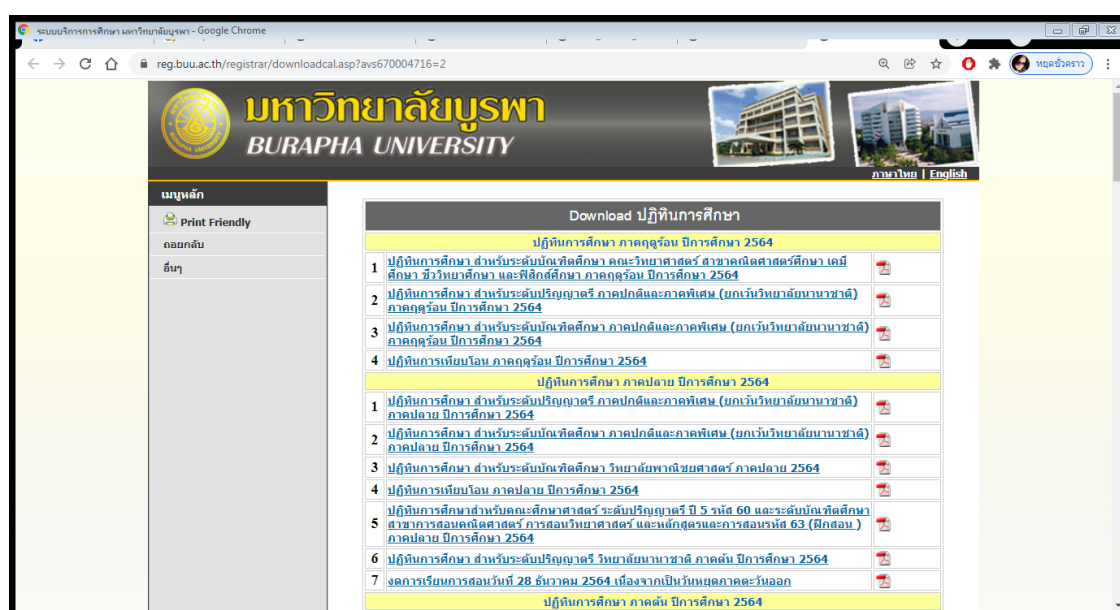 ระบบบริการการศึกษา มหาวิทยาลัยบูรพา - Google Chrome
reg.buu.ac.th/registrar/downloadcal.asp?avs670004716=2
หยุดชั่วคราว
มหาวิทยาลัยบูรพา
BURAPHA UNIVERSITY
ภาษาไทย | English
เมนูหลัก
Print Friendly
ถอยกลับ
อื่นๆ
Download ปฏิทินการศึกษา
ปฏิทินการศึกษา ภาคฤดูร้อน ปีการศึกษา 2564
1 ปฏิทินการศึกษา สำหรับระดับบัณฑิตศึกษา คณะวิทยาศาสตร์ สาขาคณิตศาสตร์ศึกษา เคมี
ศึกษา ชีววิทยาศึกษา และฟิสิกส์ศึกษา ภาคฤดูร้อน ปีการศึกษา 2564
2 ปฏิทินการศึกษา สำหรับระดับปริญญาตรี ภาคปกติและภาคพิเศษ (ยกเว้นวิทยาลัยนานาชาติ)
ภาคฤดูร้อน ปีการศึกษา 2564
3 ปฏิทินการศึกษา สำหรับระดับบัณฑิตศึกษา ภาคปกติและภาคพิเศษ (ยกเว้นวิทยาลัยนานาชาติ)
ภาคฤดูร้อน ปีการศึกษา 2564
4 ปฏิทินการเทียบโอน ภาคฤดูร้อน ปีการศึกษา 2564
ปฏิทินการศึกษา ภาคปลาย ปีการศึกษา 2564
1 ปฏิทินการศึกษา สำหรับระดับปริญญาตรี ภาคปกติและภาคพิเศษ (ยกเว้นวิทยาลัยนานาชาติ)
ภาคปลาย ปีการศึกษา 2564
2 ปฏิทินการศึกษา สำหรับระดับบัณฑิตศึกษา ภาคปกติและภาคพิเศษ (ยกเว้นวิทยาลัยนานาชาติ)
ภาคปลาย ปีการศึกษา 2564
3 ปฏิทินการศึกษา สำหรับระดับบัณฑิตศึกษา วิทยาลัยพาณิชยศาสตร์ ภาคปลาย 2564
4 ปฏิทินการเทียบโอน ภาคปลาย ปีการศึกษา 2564
5 ปฏิทินการศึกษาสำหรับคณะศึกษาศาสตร์ ระดับปริญญาตรี ปี 5 รหัส 60 และระดับบัณฑิตศึกษา
สาขาการสอนคณิตศาสตร์ การสอนวิทยาศาสตร์ และหลักสูตรและการสอนรหัส 63 (ฝึกสอน )
ภาคปลาย ปีการศึกษา 2564
6 ปฏิทินการศึกษา สำหรับระดับปริญญาตรี วิทยาลัยนานาชาติ ภาคต้น ปีการศึกษา 2564
7 งดการเรียนการสอนวันที่ 28 ธันวาคม 2564 เนื่องจากเป็นวันหยุดภาคตะวันออก
ปฏิทินการศึกษา ภาคต้น ปีการศึกษา 2564